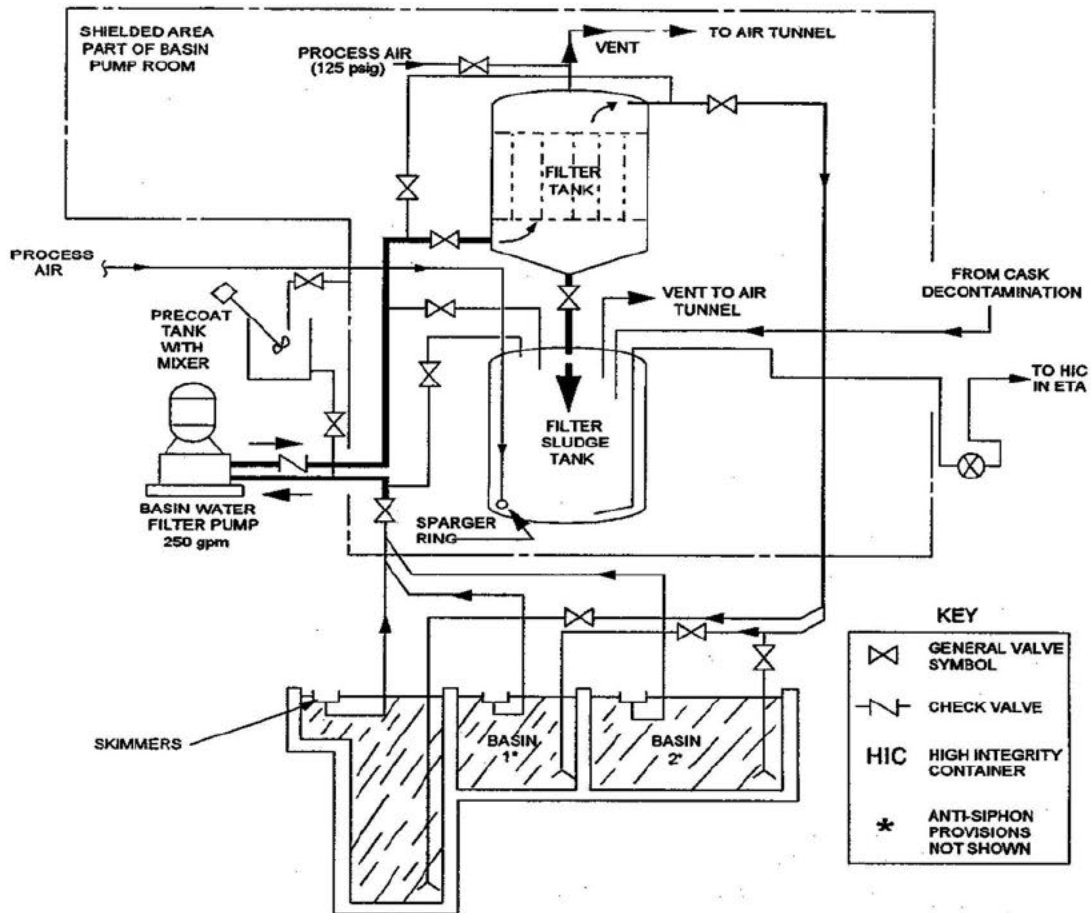 SHIELDED AREA
PART OF BASIN
PUMP ROOM
PROCESS AIR
(125 psig)
VENT
TO AIR TUNNEL
FILTER
TANK
PROCESS
AIR
PRECOAT
TANK
WITH
MIXER
VENT TO AIR
TUNNEL
FROM CASK
DECONTAMINATION
TO HIC
IN ETA
FILTER
SLUDGE
TANK
BASIN WATER
FILTER PUMP
250 gpm
SPARGER
RING
SKIMMERS
BASIN
1*
BASIN
2*
KEY
GENERAL VALVE
SYMBOL
CHECK VALVE
HIC
HIGH INTEGRITY
CONTAINER
*
ANTI-SIPHON
PROVISIONS
NOT SHOWN